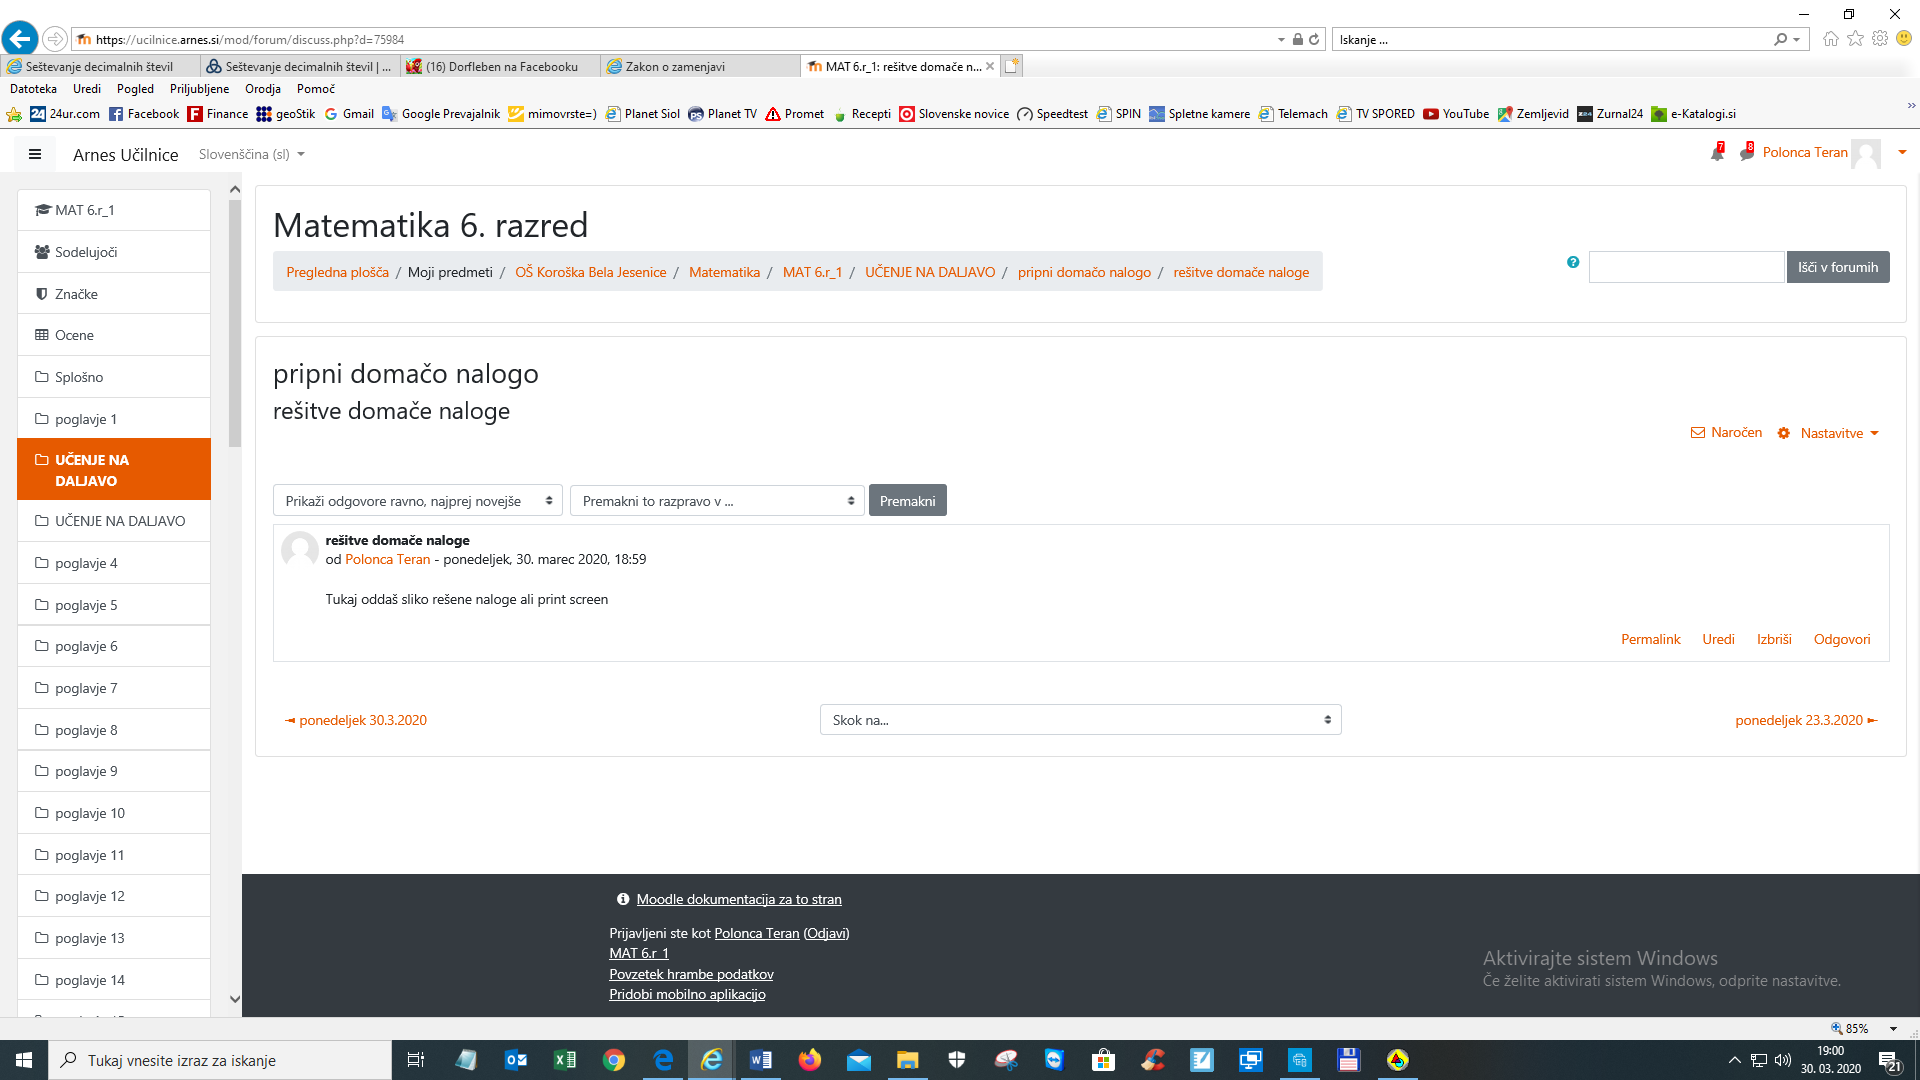 https://ucilnice.arnes.si/mod/forum/discuss.php?d=75984
Iskanje ...
Seštevanje decimalnih števil
Seštevanje decimalnih števil | ...
(16) Dorfleben na Facebooku
Zakon o zamenjavi
MAT 6.r_1: rešitve domače n...
Datoteka Uredi Pogled Priljubljene Orodja Pomoč
24ur.com Facebook Finance geoStik Gmail Google Prevajalnik mimovrste=) Planet Siol Planet TV Promet Recepti Slovenske novice Speedtest SPIN Spletne kamere Telemach TV SPORED YouTube Zemljevid Zurnal24 e-Katalogi.si
Arnes Učilnice
Slovenščina (sl)
7
8
Polonca Teran
MAT 6.r_1
Sodelujoči
Značke
Ocene
Splošno
poglavje 1
UČENJE NA
DALJAVO
UČENJE NA DALJAVO
poglavje 4
poglavje 5
poglavje 6
poglavje 7
poglavje 8
poglavje 9
poglavje 10
poglavje 11
poglavje 12
poglavje 13
poglavje 14
Matematika 6. razred
Pregledna plošča / Moji predmeti / OŠ Koroška Bela Jesenice / Matematika / MAT 6.r_1 / UČENJE NA DALJAVO / pripni domačo nalogo / rešitve domače naloge
Išči v forumih
pripni domačo nalogo
rešitve domače naloge
Naročen
Nastavitve
Prikaži odgovore ravno, najprej novejše
Premakni to razpravo v ...
Premakni
rešitve domače naloge
od Polonca Teran - ponedeljek, 30. marec 2020, 18:59
Tukaj oddaš sliko rešene naloge ali print screen
Permalink Uredi Izbriši Odgovori
◄ ponedeljek 30.3.2020
Skok na...
ponedeljek 23.3.2020 ►
Moodle dokumentacija za to stran
Prijavljeni ste kot Polonca Teran (Odjavi)
MAT 6.r_1
Povzetek hrambe podatkov
Pridobi mobilno aplikacijo
Aktivirajte sistem Windows
Če želite aktivirati sistem Windows, odprite nastavitve.
85%
Tukaj vnesite izraz za iskanje
19:00
30. 03. 2020
21